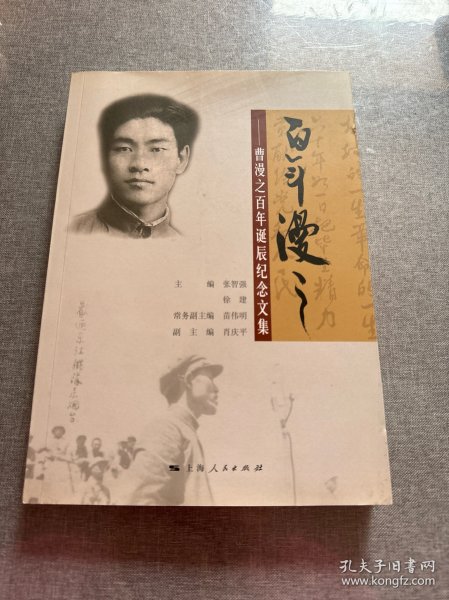 百年漫之
——曹漫之百年诞辰纪念文集
主 编 张智强
徐 建
常务副主编 苗伟明
副 主 编 肖庆平
上海人民出版社
孔夫子旧书网
www.kongfz.com